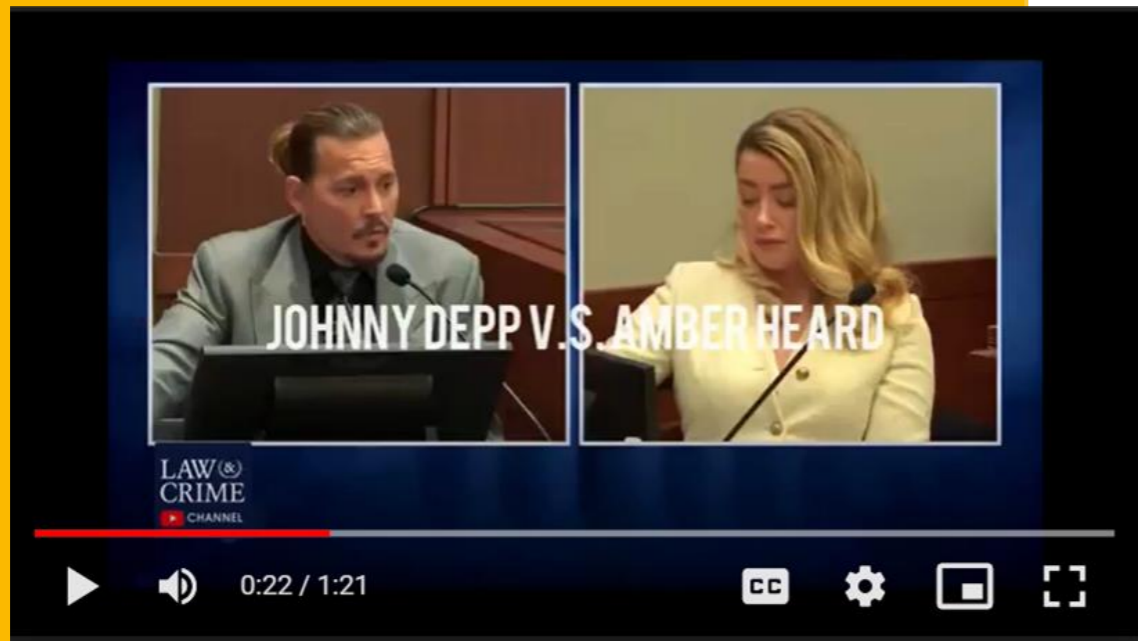 JOHNNY DEPP V.S. AMBER HEARD
LAW&
CRIME
CHANNEL
0:22 / 1:21
CC